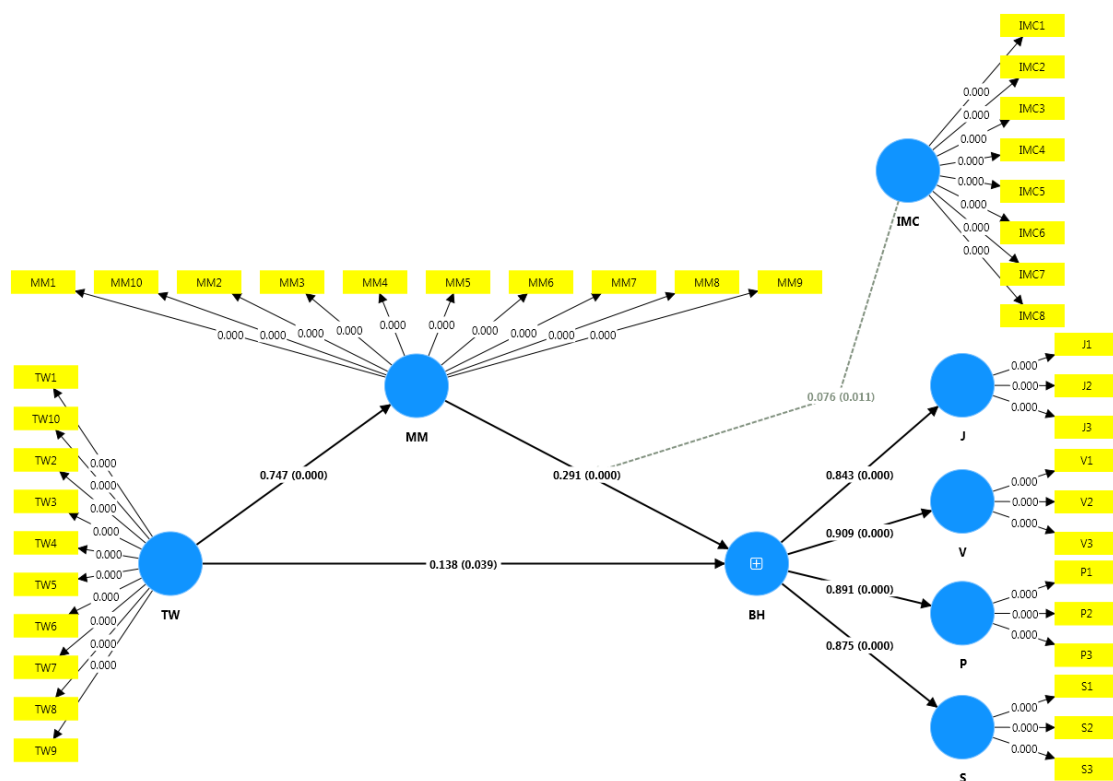 IMC1
IMC2
IMC3
IMC4
IMC5
IMC6
IMC7
IMC8
0.000
0.000
0.000
0.000
0.000
0.000
0.000
0.000
IMC
MM1
MM10
MM2
MM3
MM4
MM5
MM6
MM7
MM8
MM9
0.000
0.000
0.000
0.000
0.000
0.000
0.000
0.000
0.000
0.000
MM
TW1
TW10
TW2
TW3
TW4
TW5
TW6
TW7
TW8
TW9
0.000
0.000
0.000
0.000
0.000
0.000
0.000
0.000
0.000
0.000
TW
0.747 (0.000)
0.291 (0.000)
0.076 (0.011)
0.138 (0.039)
BH
0.843 (0.000)
0.909 (0.000)
0.891 (0.000)
0.875 (0.000)
J
0.000
0.000
0.000
J1
J2
J3
V
0.000
0.000
0.000
V1
V2
V3
P
0.000
0.000
0.000
P1
P2
P3
S
0.000
0.000
0.000
S1
S2
S3